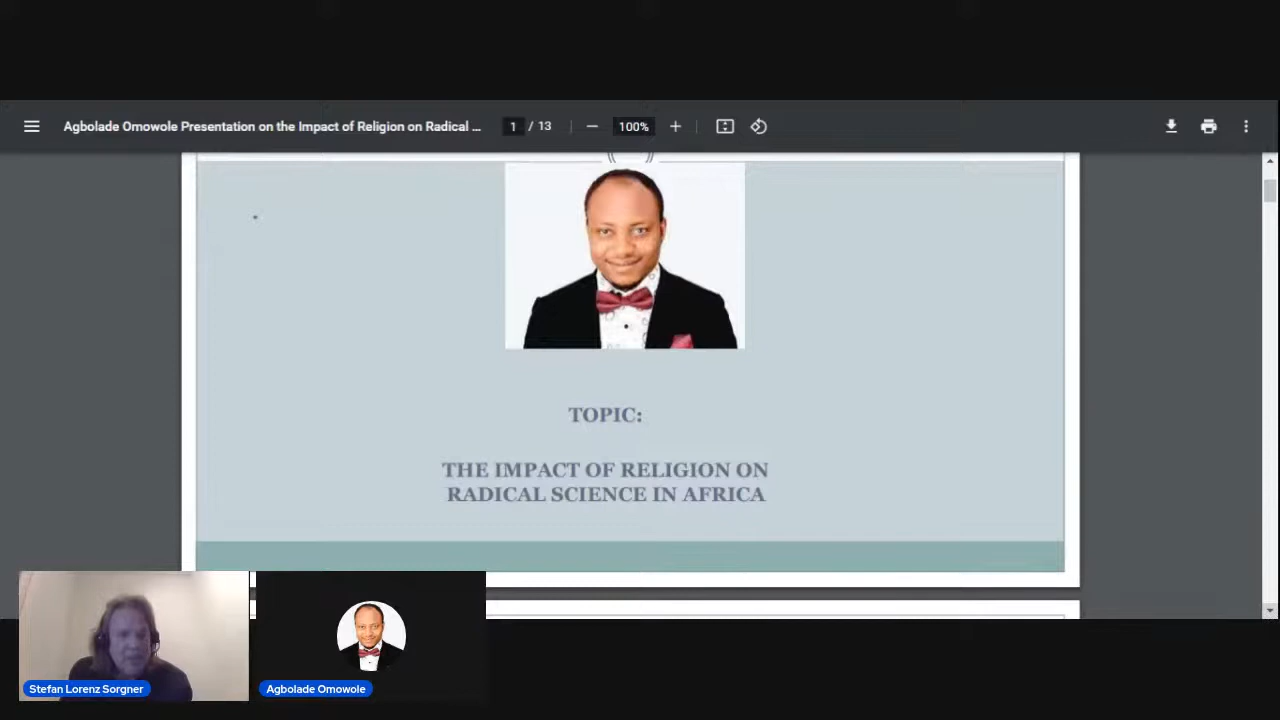 Agbolade Omowole Presentation on the Impact of Religion on Radical ...
1 / 13
100%
TOPIC:
THE IMPACT OF RELIGION ON
RADICAL SCIENCE IN AFRICA
Stefan Lorenz Sorgner
Agbolade Omowole